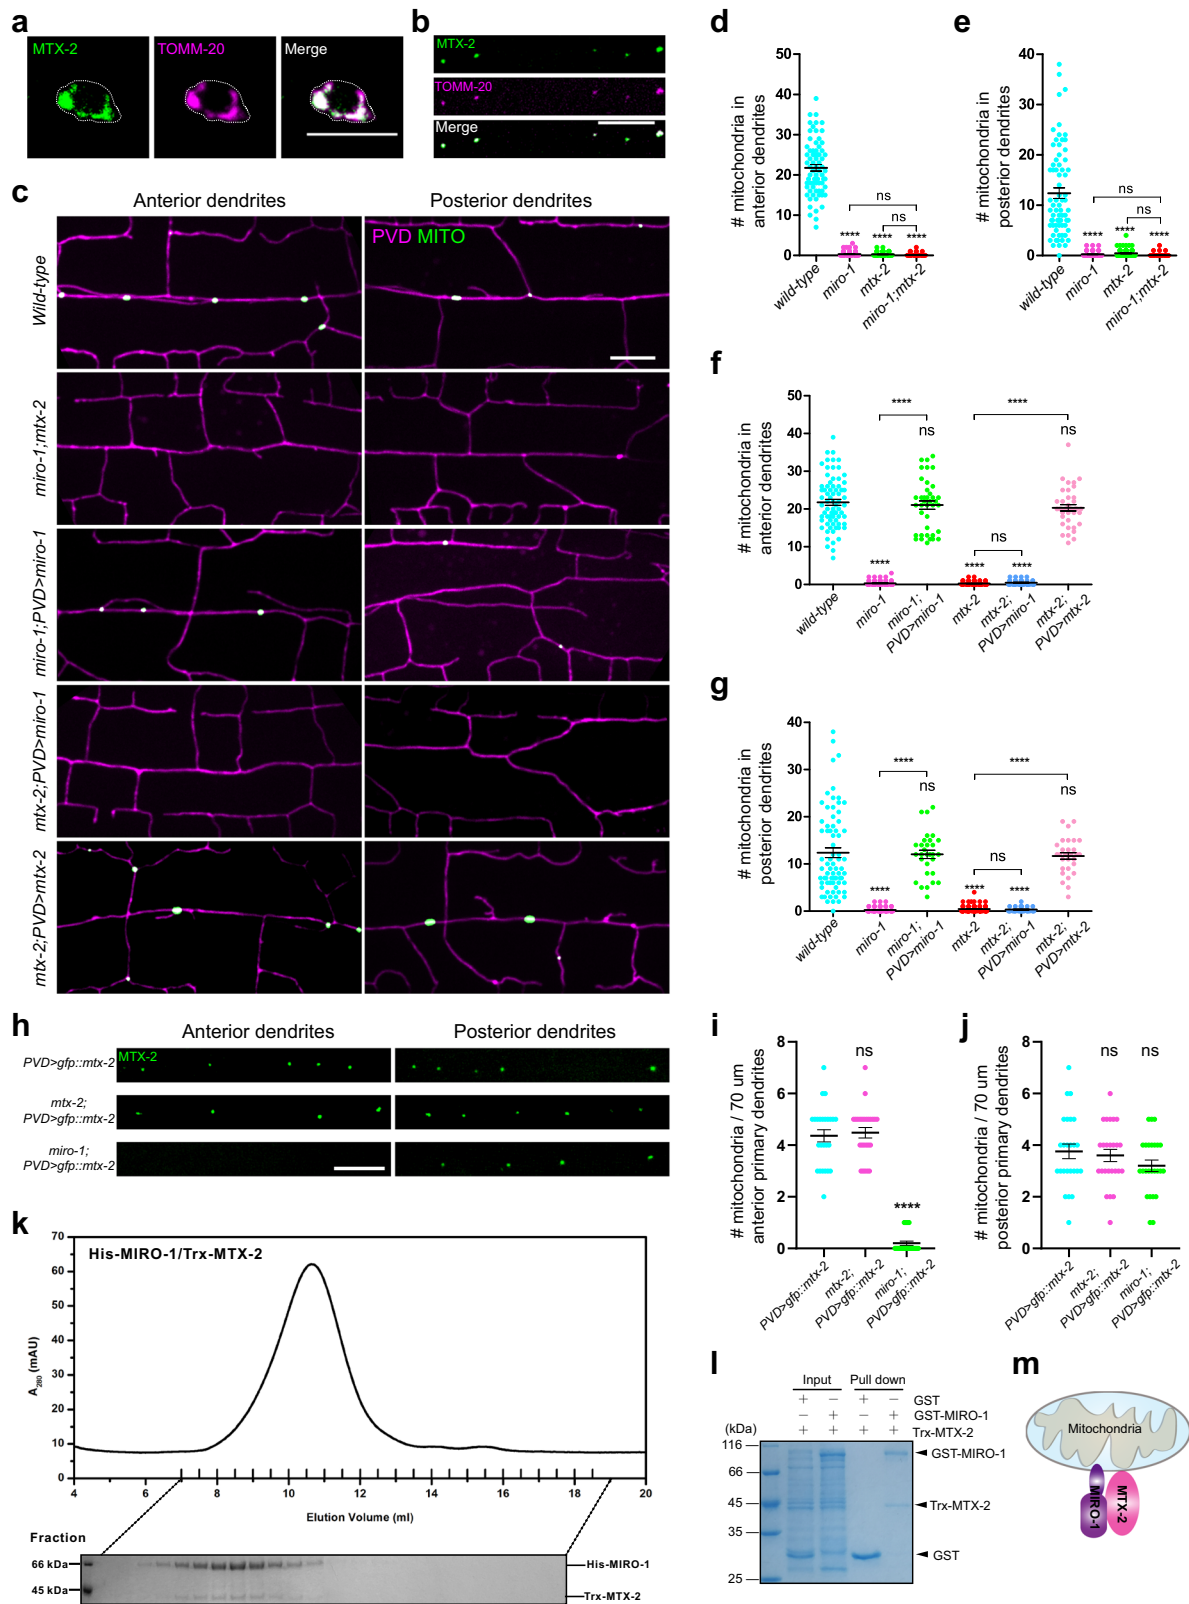 a
MTX-2
TOMM-20
Merge
b
MTX-2
TOMM-20
Merge
c
Anterior dendrites
Posterior dendrites
PVD MITO
Wild-type
miro-1;mtx-2
miro-1;PVD>miro-1
mtx-2;PVD>miro-1
mtx-2;PVD>mtx-2
d
# mitochondria in
anterior dendrites
50
40
30
20
10
0
ns
ns
**** **** ****
wild-type
miro-1
mtx-2
miro-1;mtx-2
e
# mitochondria in
posterior dendrites
40
30
20
10
0
ns
ns
**** **** ****
wild-type
miro-1
mtx-2
miro-1;mtx-2
f
# mitochondria in
anterior dendrites
50
40
30
20
10
0
**** ****
ns ns
ns
**** **** ****
wild-type
miro-1
miro-1;
PVD>miro-1
mtx-2
mtx-2;
PVD>miro-1
mtx-2;
PVD>mtx-2
g
# mitochondria in
posterior dendrites
40
30
20
10
0
**** ****
ns ns
ns
**** **** ****
wild-type
miro-1
miro-1;
PVD>miro-1
mtx-2
mtx-2;
PVD>miro-1
mtx-2;
PVD>mtx-2
h
Anterior dendrites
Posterior dendrites
PVD>gfp::mtx-2
MTX-2
mtx-2;
PVD>gfp::mtx-2
miro-1;
PVD>gfp::mtx-2
i
# mitochondria / 70 um
anterior primary dendrites
8
6
4
2
0
ns
****
PVD>gfp::mtx-2
mtx-2;
PVD>gfp::mtx-2
miro-1;
PVD>gfp::mtx-2
j
# mitochondria / 70 um
posterior primary dendrites
8
6
4
2
0
ns ns
PVD>gfp::mtx-2
mtx-2;
PVD>gfp::mtx-2
miro-1;
PVD>gfp::mtx-2
k
His-MIRO-1/Trx-MTX-2
A280 (mAU)
70
60
50
40
30
20
10
0
4 6 8 10 12 14 16 18 20
Elution Volume (ml)
Fraction
66 kDa
45 kDa
His-MIRO-1
Trx-MTX-2
l
Input Pull down
+ − + − GST
− + − + GST-MIRO-1
+ + + + Trx-MTX-2
(kDa)
116
66
45
35
25
GST-MIRO-1
Trx-MTX-2
GST
m
Mitochondria
MIRO-1
MTX-2